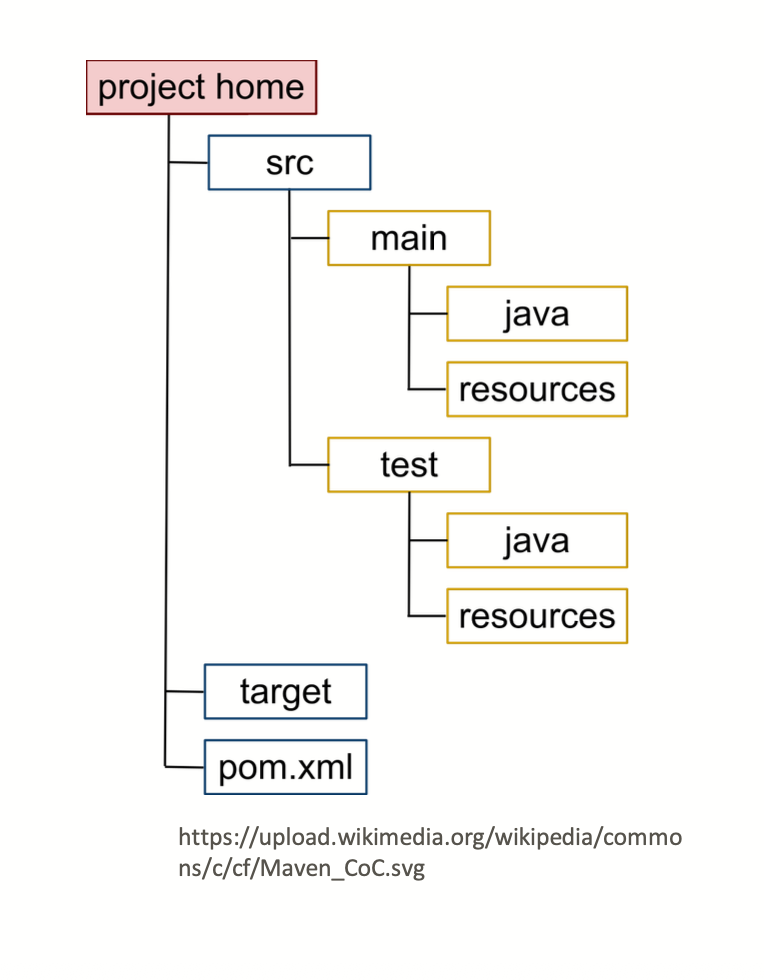 project home
src
main
java
resources
test
java
resources
target
pom.xml
https://upload.wikimedia.org/wikipedia/commo
ns/c/cf/Maven_CoC.svg